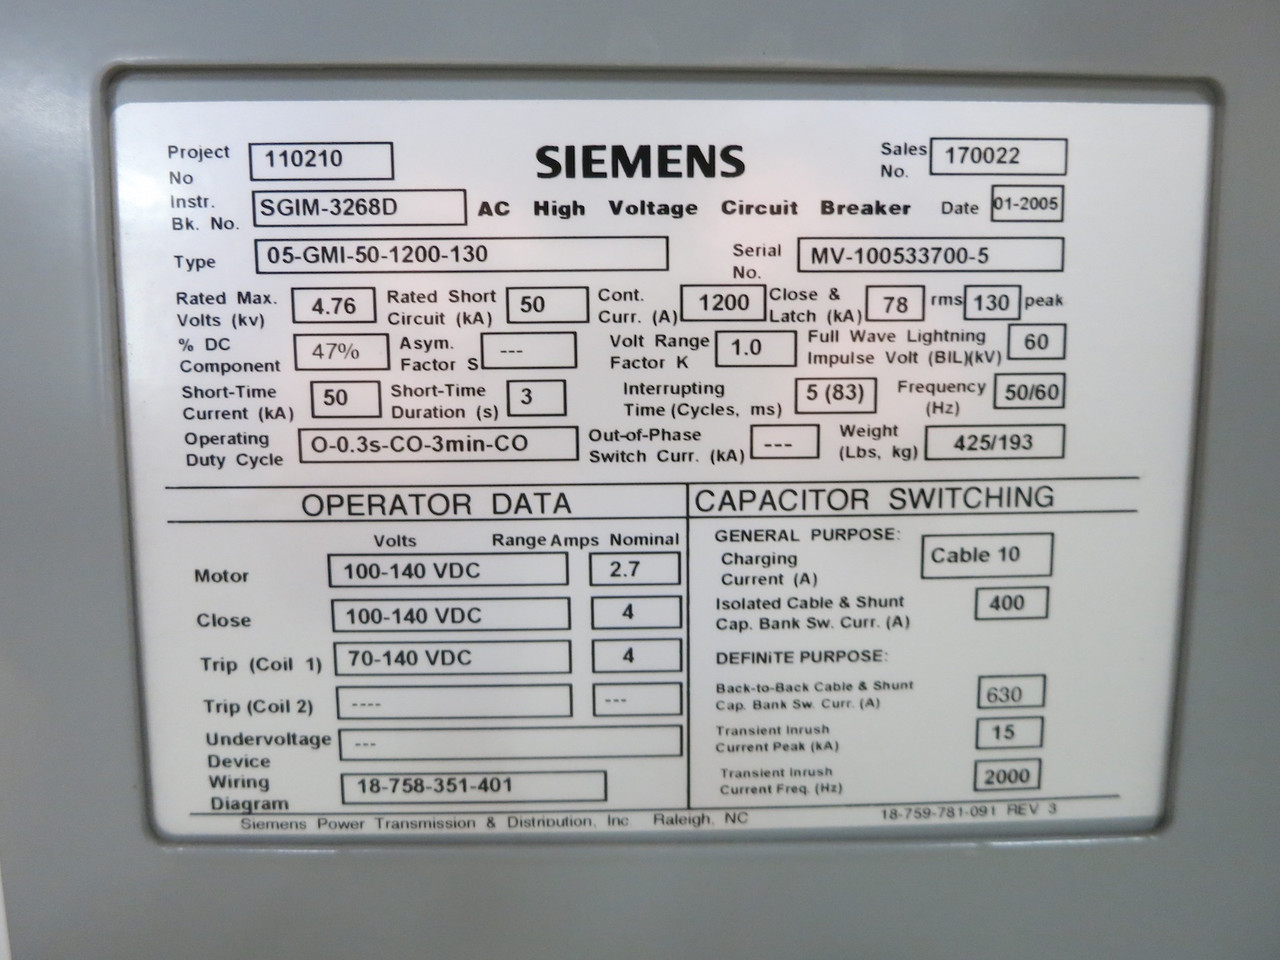 Project No 110210 SIEMENS Sales No. 170022
Instr. Bk. No. SGIM-3268D AC High Voltage Circuit Breaker Date 01-2005
Type 05-GMI-50-1200-130 Serial No. MV-100533700-5
Rated Max. Volts (kv) 4.76 Rated Short Circuit (kA) 50 Cont. Curr. (A) 1200 Close & Latch (kA) 78 rms 130 peak
% DC Component 47% Asym. Factor S --- Volt Range Factor K 1.0 Full Wave Lightning Impulse Volt (BIL)(kV) 60
Short-Time Current (kA) 50 Short-Time Duration (s) 3 Interrupting Time (Cycles, ms) 5 (83) Frequency (Hz) 50/60
Operating Duty Cycle O-0.3s-CO-3min-CO Out-of-Phase Switch Curr. (kA) --- Weight (Lbs, kg) 425/193
OPERATOR DATA
Volts Range Amps Nominal
Motor 100-140 VDC 2.7
Close 100-140 VDC 4
Trip (Coil 1) 70-140 VDC 4
Trip (Coil 2) ---- ---
Undervoltage Device ---
Wiring Diagram 18-758-351-401
CAPACITOR SWITCHING
GENERAL PURPOSE:
Charging Current (A) Cable 10
Isolated Cable & Shunt Cap. Bank Sw. Curr. (A) 400
DEFINiTE PURPOSE:
Back-to-Back Cable & Shunt Cap. Bank Sw. Curr. (A) 630
Transient Inrush Current Peak (kA) 15
Transient Inrush Current Freq. (Hz) 2000
Siemens Power Transmission & Distribution, Inc Raleigh, NC 18-759-781-091 REV 3